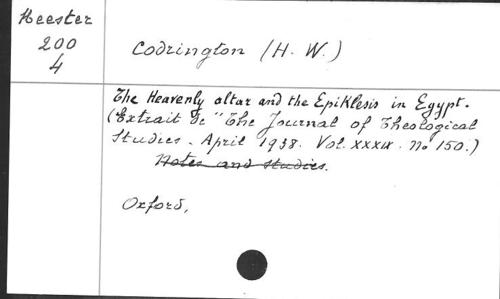 Heester
200
4
Codrington (H. W.)
The Heavenly altar and the Epiklesis in Egypt.
(Extrait de "The Journal of Theological
Studies. April 1938. Vol. XXXIX. No 150.)
Notes and studies.
Oxford,